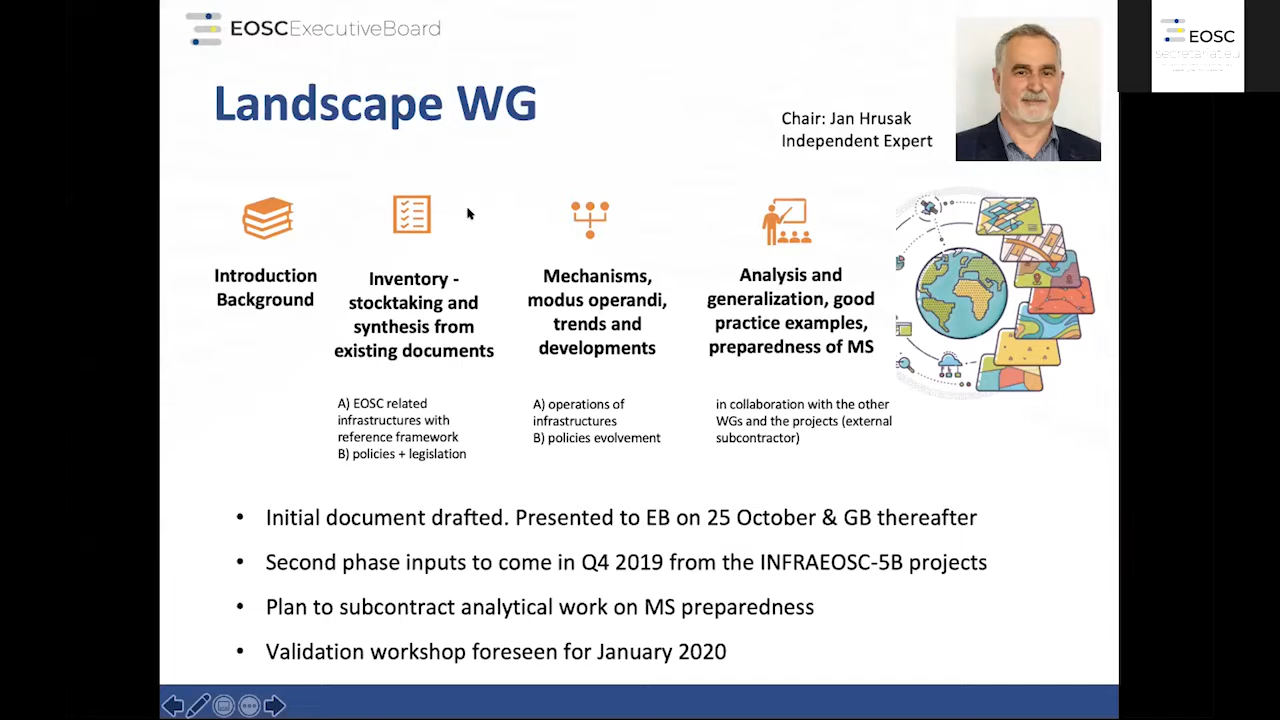 EOSCExecutiveBoard
EOSC
secretariat.eu
Landscape WG
Chair: Jan Hrusak
Independent Expert
Introduction
Background
Inventory -
stocktaking and
synthesis from
existing documents
A) EOSC related
infrastructures with
reference framework
B) policies + legislation
Mechanisms,
modus operandi,
trends and
developments
A) operations of
infrastructures
B) policies evolvement
Analysis and
generalization, good
practice examples,
preparedness of MS
in collaboration with the other
WGs and the projects (external
subcontractor)
• Initial document drafted. Presented to EB on 25 October & GB thereafter
• Second phase inputs to come in Q4 2019 from the INFRAEOSC-5B projects
• Plan to subcontract analytical work on MS preparedness
• Validation workshop foreseen for January 2020